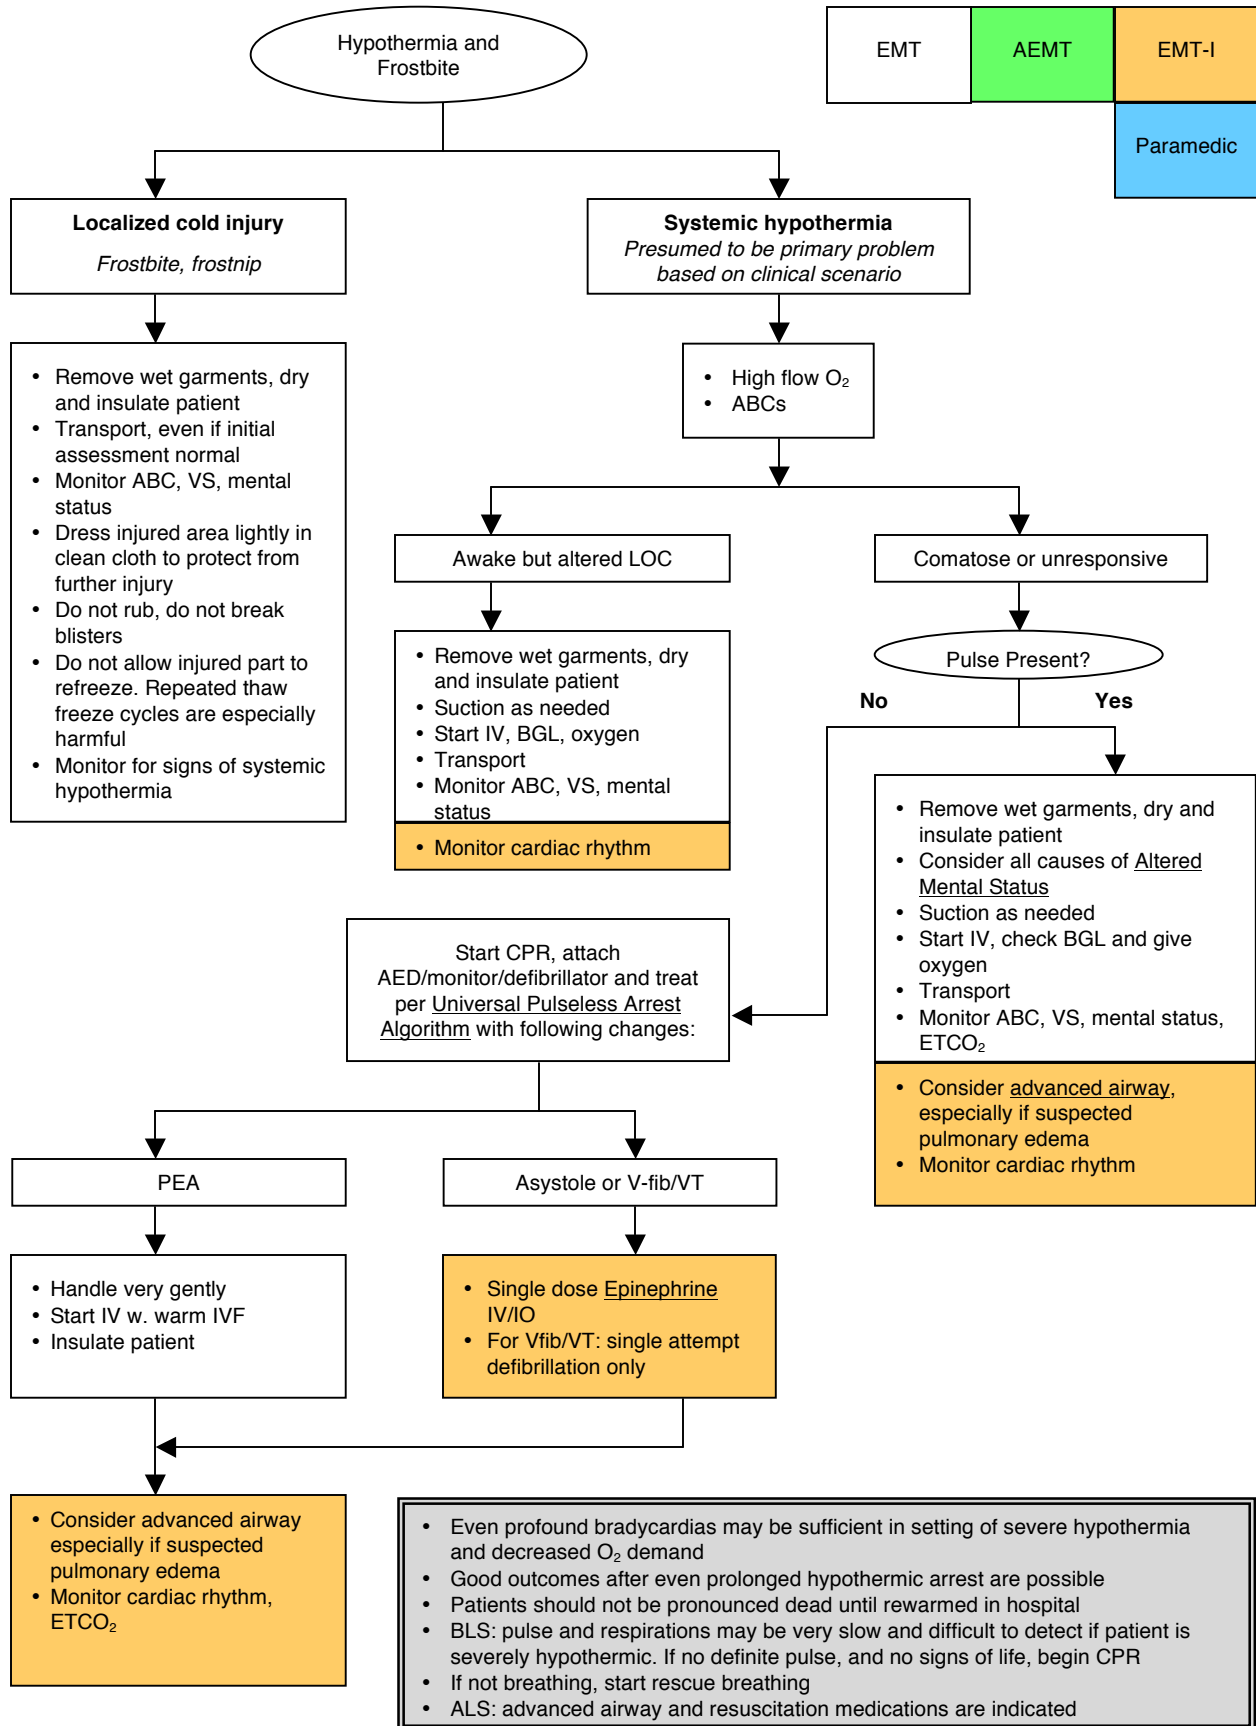 Hypothermia and
Frostbite
EMT
AEMT
EMT-I
Paramedic
Localized cold injury
Frostbite, frostnip
Systemic hypothermia
Presumed to be primary problem
based on clinical scenario
• Remove wet garments, dry
and insulate patient
• Transport, even if initial
assessment normal
• Monitor ABC, VS, mental
status
• Dress injured area lightly in
clean cloth to protect from
further injury
• Do not rub, do not break
blisters
• Do not allow injured part to
refreeze. Repeated thaw
freeze cycles are especially
harmful
• Monitor for signs of systemic
hypothermia
• High flow O₂
• ABCs
Awake but altered LOC
Comatose or unresponsive
• Remove wet garments, dry
and insulate patient
• Suction as needed
• Start IV, BGL, oxygen
• Transport
• Monitor ABC, VS, mental
status
• Monitor cardiac rhythm
Pulse Present?
No
Yes
• Remove wet garments, dry and
insulate patient
• Consider all causes of Altered
Mental Status
• Suction as needed
• Start IV, check BGL and give
oxygen
• Transport
• Monitor ABC, VS, mental status,
ETCO₂
• Consider advanced airway,
especially if suspected
pulmonary edema
• Monitor cardiac rhythm
Start CPR, attach
AED/monitor/defibrillator and treat
per Universal Pulseless Arrest
Algorithm with following changes:
PEA
Asystole or V-fib/VT
• Handle very gently
• Start IV w. warm IVF
• Insulate patient
• Single dose Epinephrine
IV/IO
• For Vfib/VT: single attempt
defibrillation only
• Consider advanced airway
especially if suspected
pulmonary edema
• Monitor cardiac rhythm,
ETCO₂
• Even profound bradycardias may be sufficient in setting of severe hypothermia
and decreased O₂ demand
• Good outcomes after even prolonged hypothermic arrest are possible
• Patients should not be pronounced dead until rewarmed in hospital
• BLS: pulse and respirations may be very slow and difficult to detect if patient is
severely hypothermic. If no definite pulse, and no signs of life, begin CPR
• If not breathing, start rescue breathing
• ALS: advanced airway and resuscitation medications are indicated